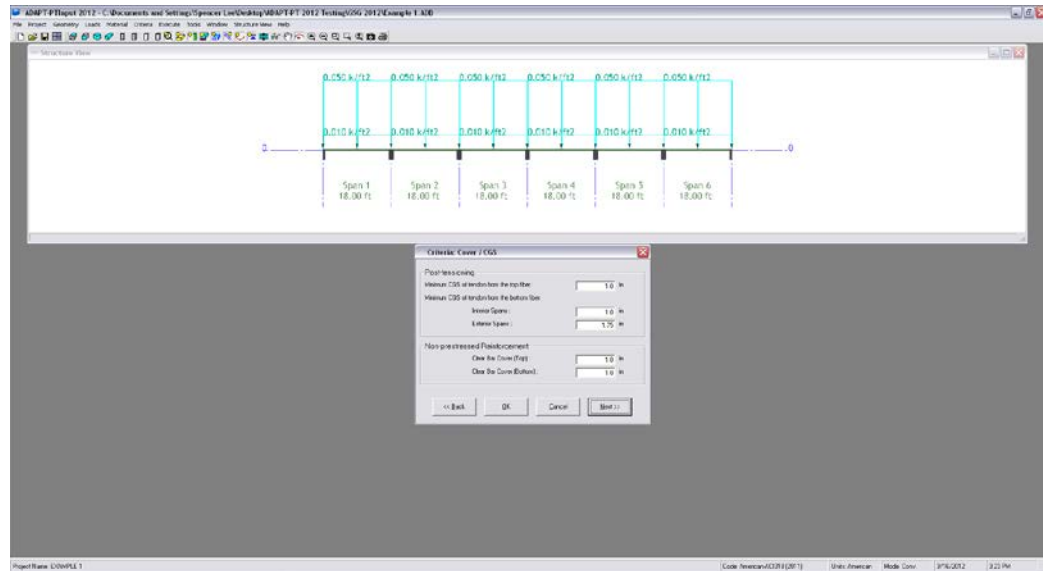 ADAPT-PTInput 2012 - C:\Documents and Settings\Spencer Lee\Desktop\ADAPT-PT 2012 Testing\GSG 2012\Example 1.ADB
File Project Geometry Loads Material Criteria Execute Tools Window Structure View Help
Structure View
0.050 k/ft2 0.050 k/ft2 0.050 k/ft2 0.050 k/ft2 0.050 k/ft2 0.050 k/ft2
0.010 k/ft2 0.010 k/ft2 0.010 k/ft2 0.010 k/ft2 0.010 k/ft2 0.010 k/ft2
0 0
Span 1 Span 2 Span 3 Span 4 Span 5 Span 6
18.00 ft 18.00 ft 18.00 ft 18.00 ft 18.00 ft 18.00 ft
Criteria: Cover / CGS
Post-tensioning
Minimum CGS of tendon from the top fiber 1.0 in
Minimum CGS of tendon from the bottom fiber
Interior Spans : 1.0 in
Exterior Spans : 1.75 in
Non-prestressed Reinforcement
Clear Bar Cover (Top) : 1.0 in
Clear Bar Cover (Bottom) : 1.0 in
<< Back OK Cancel Next >>
Project Name: EXAMPLE 1 Code: American-ACI318 (2011) Units: American Mode: Conv 3:23 PM